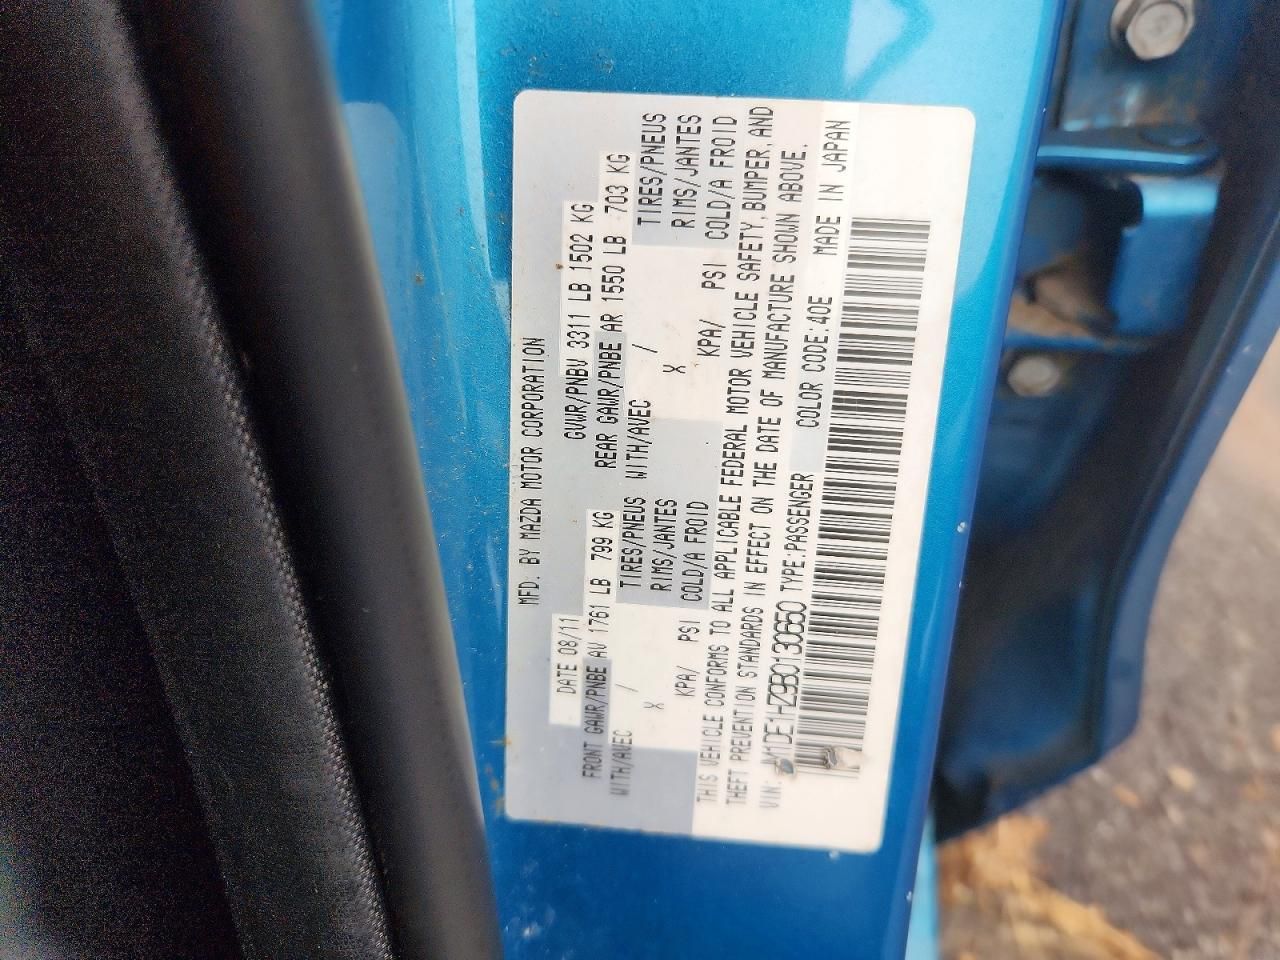 MFD. BY MAZDA MOTOR CORPORATION
DATE 08/11 GVWR/PNBV 3311 LB 1502 KG
FRONT GAWR/PNBE AV 1761 LB 799 KG REAR GAWR/PNBE AR 1550 LB 703 KG
WITH/AVEC / TIRES/PNEUS WITH/AVEC / TIRES/PNEUS
X RIMS/JANTES X RIMS/JANTES
KPA/ PSI COLD/A FROID KPA/ PSI COLD/A FROID
THIS VEHICLE CONFORMS TO ALL APPLICABLE FEDERAL MOTOR VEHICLE SAFETY, BUMPER, AND
THEFT PREVENTION STANDARDS IN EFFECT ON THE DATE OF MANUFACTURE SHOWN ABOVE.
VIN: JM1DE1HZ9B0130650 TYPE:PASSENGER COLOR CODE:40E MADE IN JAPAN